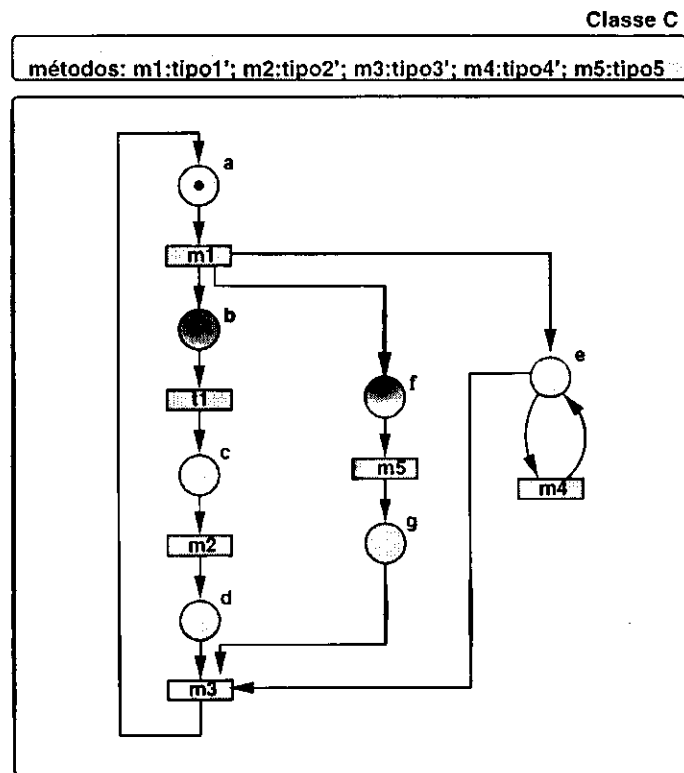 Classe C
métodos: m1:tipo1'; m2:tipo2'; m3:tipo3'; m4:tipo4'; m5:tipo5
a
m1
b
e
f
t1
c
m5
m4
g
m2
d
m3